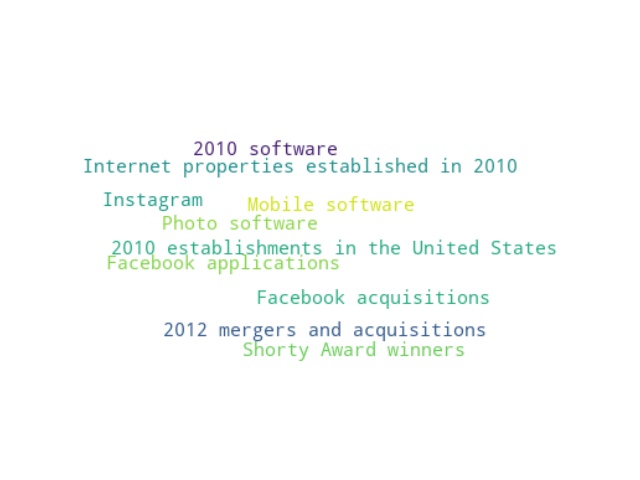 2010 software
Internet properties established in 2010
Instagram
Mobile software
Photo software
2010 establishments in the United States
Facebook applications
Facebook acquisitions
2012 mergers and acquisitions
Shorty Award winners